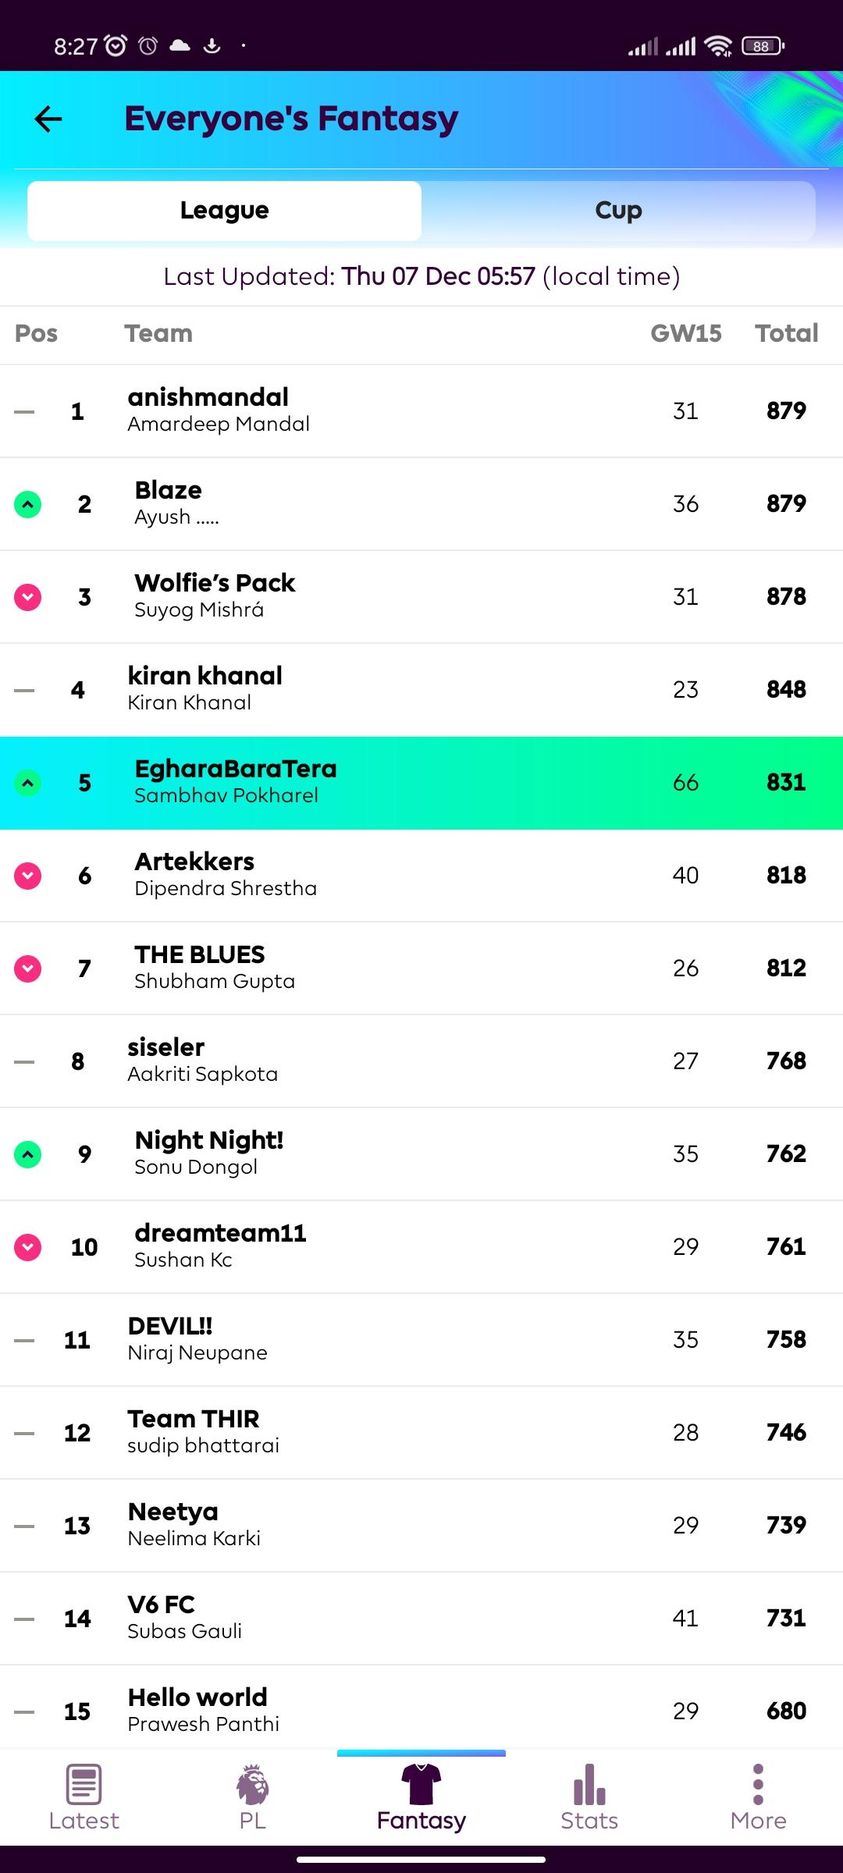 8:27
88
Everyone's Fantasy
League Cup
Last Updated: Thu 07 Dec 05:57 (local time)
Pos Team GW15 Total
1 anishmandal 31 879
Amardeep Mandal
2 Blaze 36 879
Ayush .....
3 Wolfie's Pack 31 878
Suyog Mishrá
4 kiran khanal 23 848
Kiran Khanal
5 EgharaBaraTera 66 831
Sambhav Pokharel
6 Artekkers 40 818
Dipendra Shrestha
7 THE BLUES 26 812
Shubham Gupta
8 siseler 27 768
Aakriti Sapkota
9 Night Night! 35 762
Sonu Dongol
10 dreamteam11 29 761
Sushan Kc
11 DEVIL!! 35 758
Niraj Neupane
12 Team THIR 28 746
sudip bhattarai
13 Neetya 29 739
Neelima Karki
14 V6 FC 41 731
Subas Gauli
15 Hello world 29 680
Prawesh Panthi
Latest PL Fantasy Stats More